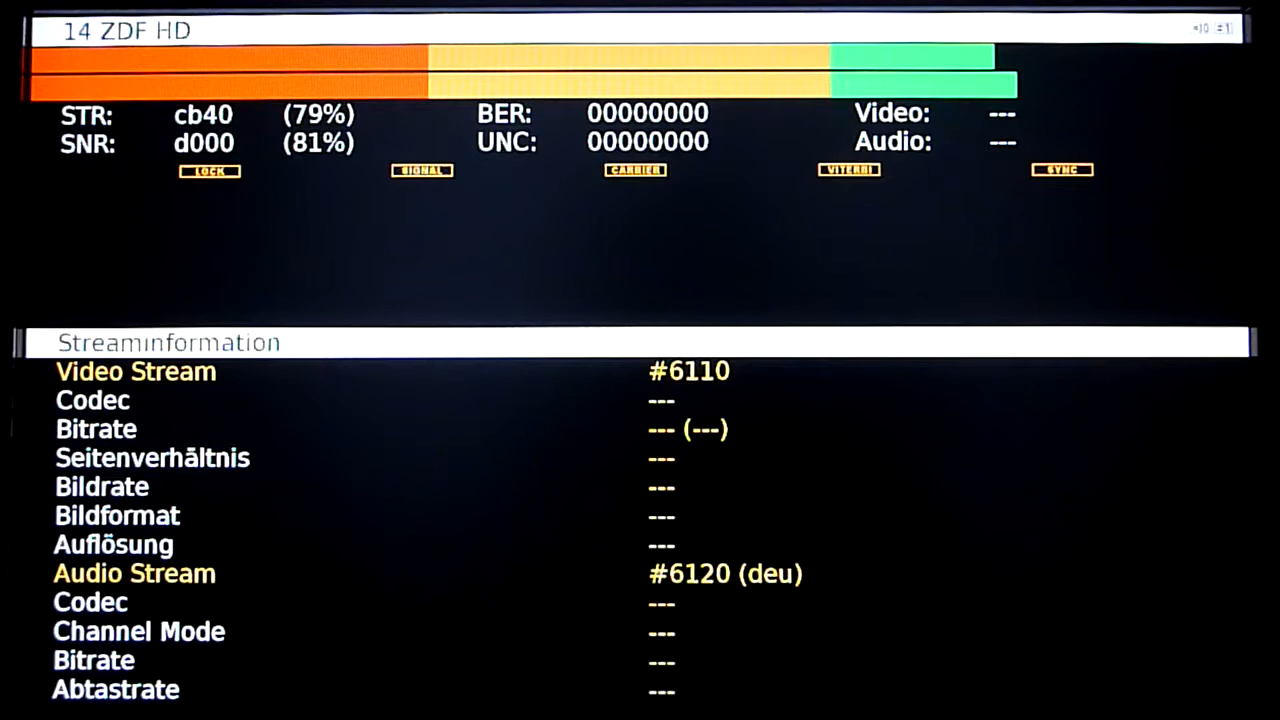 14 ZDF HD
STR: cb40 (79%) BER: 00000000 Video: ---
SNR: d000 (81%) UNC: 00000000 Audio: ---
LOCK SIGNAL CARRIER VITERBI SYNC
Streaminformation
Video Stream #6110
Codec ---
Bitrate --- (---)
Seitenverhältnis ---
Bildrate ---
Bildformat ---
Auflösung ---
Audio Stream #6120 (deu)
Codec ---
Channel Mode ---
Bitrate ---
Abtastrate ---